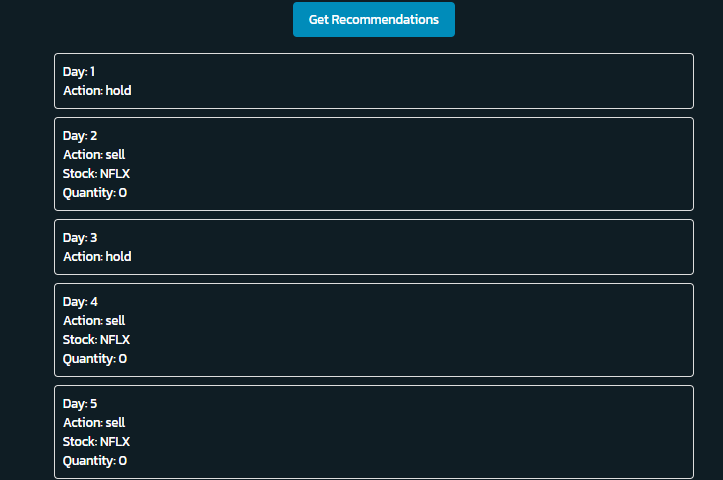 Get Recommendations
Day: 1
Action: hold
Day: 2
Action: sell
Stock: NFLX
Quantity: 0
Day: 3
Action: hold
Day: 4
Action: sell
Stock: NFLX
Quantity: 0
Day: 5
Action: sell
Stock: NFLX
Quantity: 0